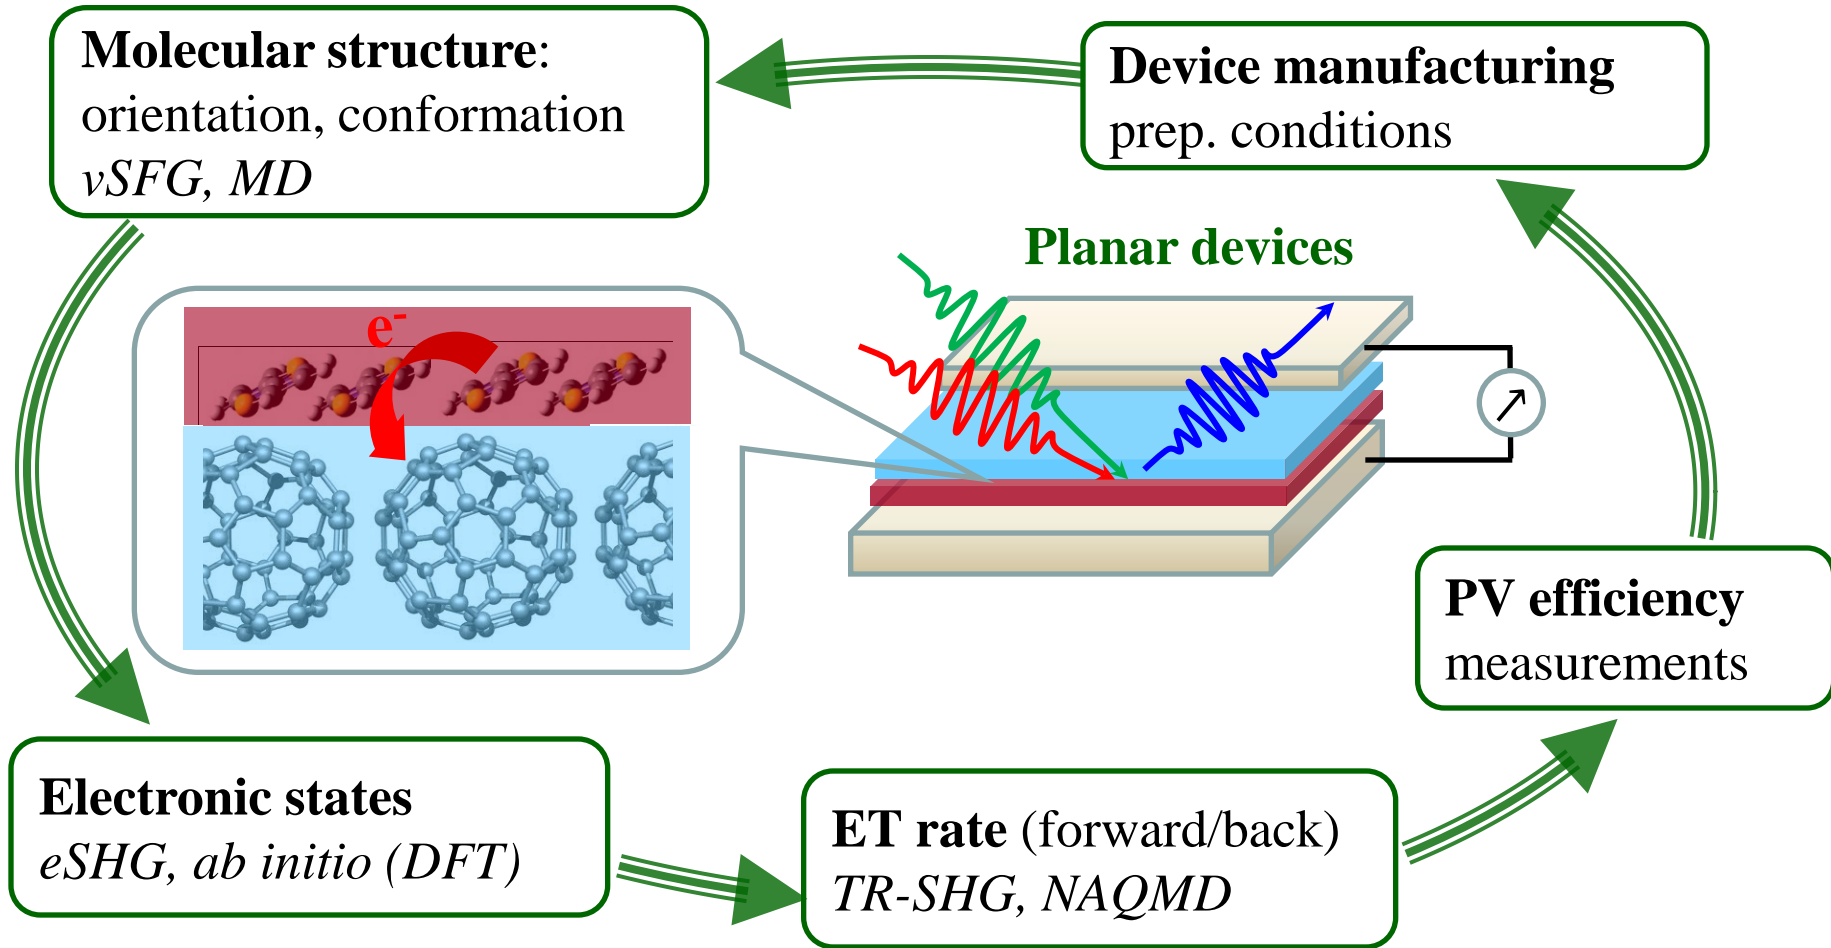 Molecular structure:
orientation, conformation
vSFG, MD
Device manufacturing
prep. conditions
Planar devices
e-
PV efficiency
measurements
Electronic states
eSHG, ab initio (DFT)
ET rate (forward/back)
TR-SHG, NAQMD